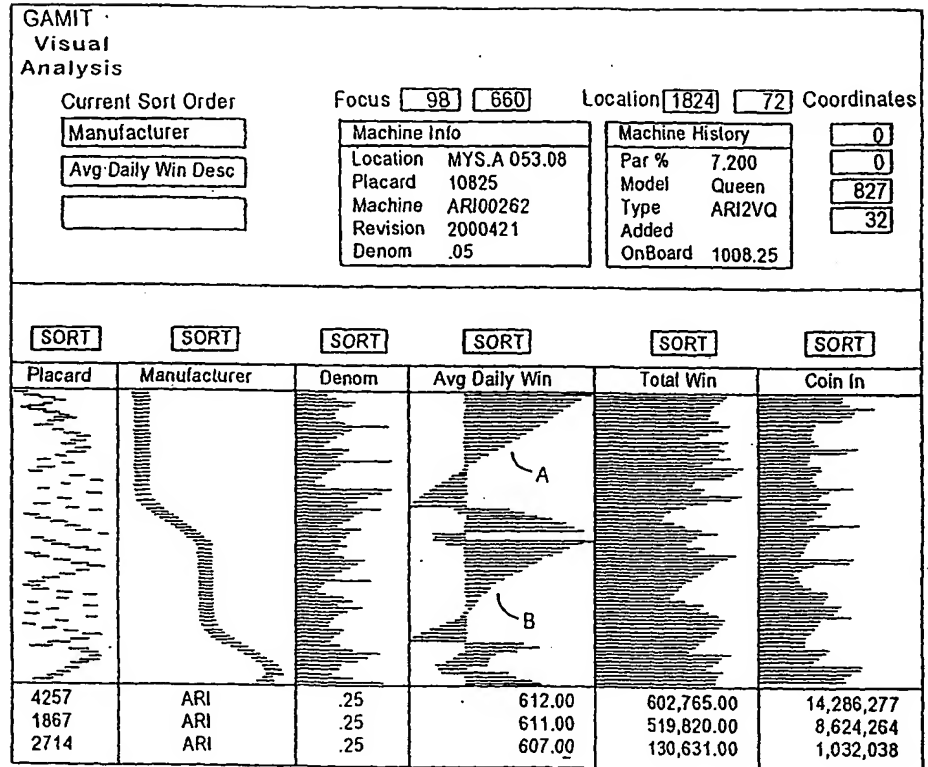 GAMIT
Visual
Analysis
Current Sort Order
Manufacturer
Avg Daily Win Desc
Focus 98 660
Location 1824 72 Coordinates
0
0
827
32
Machine Info
Location MYS.A 053.08
Placard 10825
Machine ARI00262
Revision 2000421
Denom .05
Machine History
Par % 7.200
Model Queen
Type ARI2VQ
Added
OnBoard 1008.25
SORT SORT SORT SORT SORT SORT
Placard Manufacturer Denom Avg Daily Win Total Win Coin In
A
B
4257 ARI .25 612.00 602,765.00 14,286,277
1867 ARI .25 611.00 519,820.00 8,624,264
2714 ARI .25 607.00 130,631.00 1,032,038